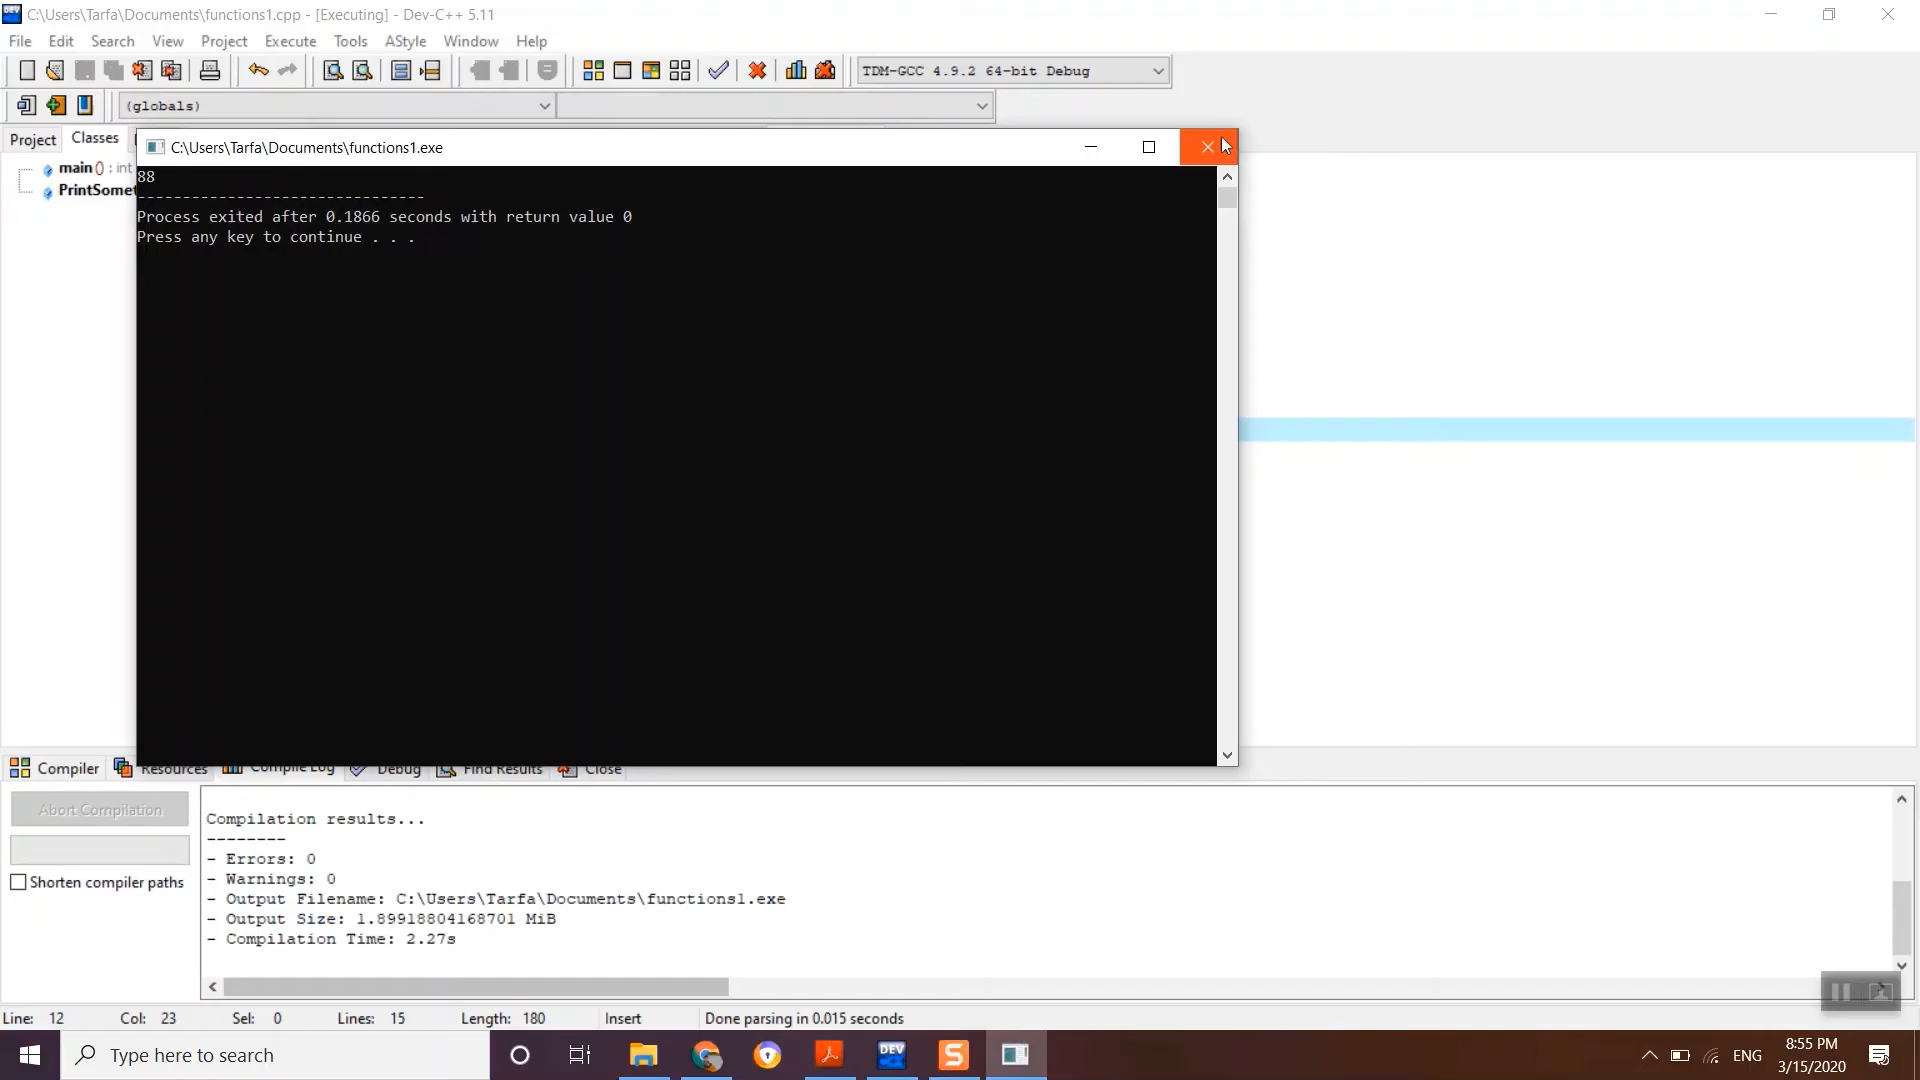 C:\Users\Tarfa\Documents\functions1.cpp - [Executing] - Dev-C++ 5.11
File Edit Search View Project Execute Tools AStyle Window Help
TDM-GCC 4.9.2 64-bit Debug
(globals)
Project Classes
C:\Users\Tarfa\Documents\functions1.exe
main() : int
PrintSomet
88
--------------------------------
Process exited after 0.1866 seconds with return value 0
Press any key to continue . . .
Compiler Resources Compile Log Debug Find Results Close
Abort Compilation
Shorten compiler paths
Compilation results...
--------
- Errors: 0
- Warnings: 0
- Output Filename: C:\Users\Tarfa\Documents\functions1.exe
- Output Size: 1.89918804168701 MiB
- Compilation Time: 2.27s
Line: 12 Col: 23 Sel: 0 Lines: 15 Length: 180 Insert Done parsing in 0.015 seconds
Type here to search
DEV
S
ENG
8:55 PM
3/15/2020